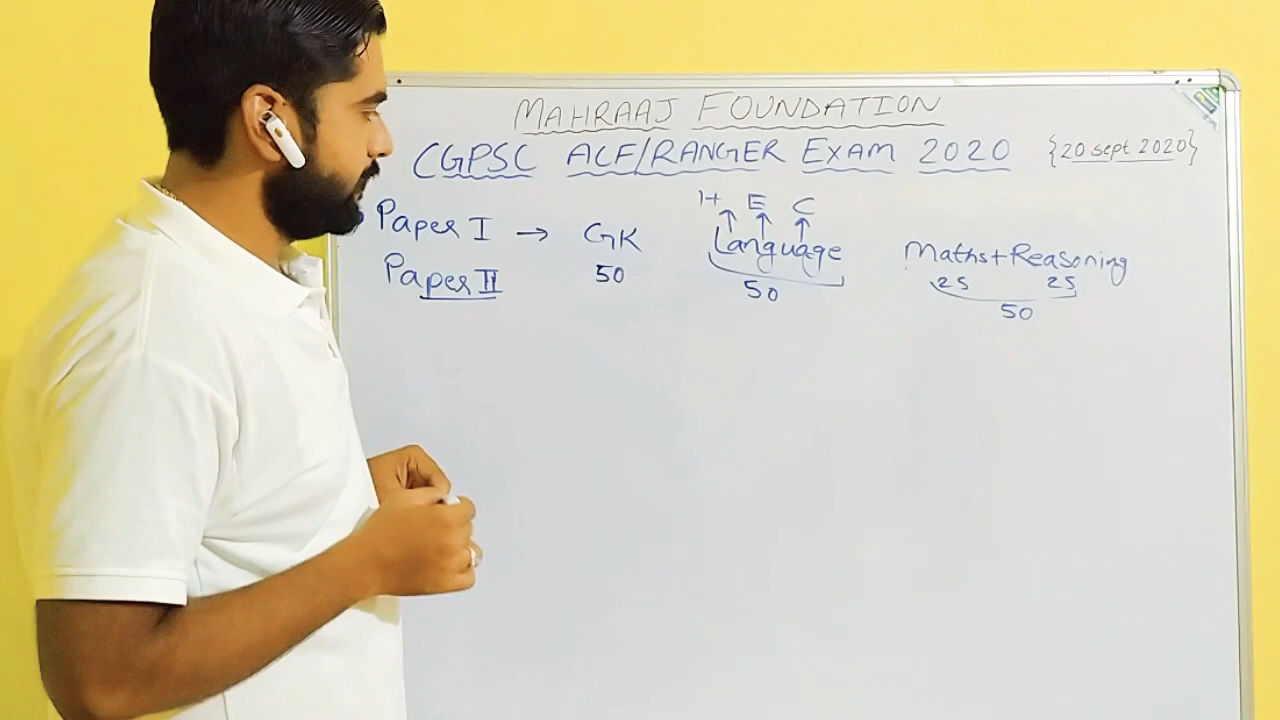 MAHRAAJ FOUNDATION
CGPSC ACF/RANGER EXAM 2020 {20 sept 2020}
H E C
Paper I → GK Language Maths+Reasoning
Paper II 50 50 25 25
50